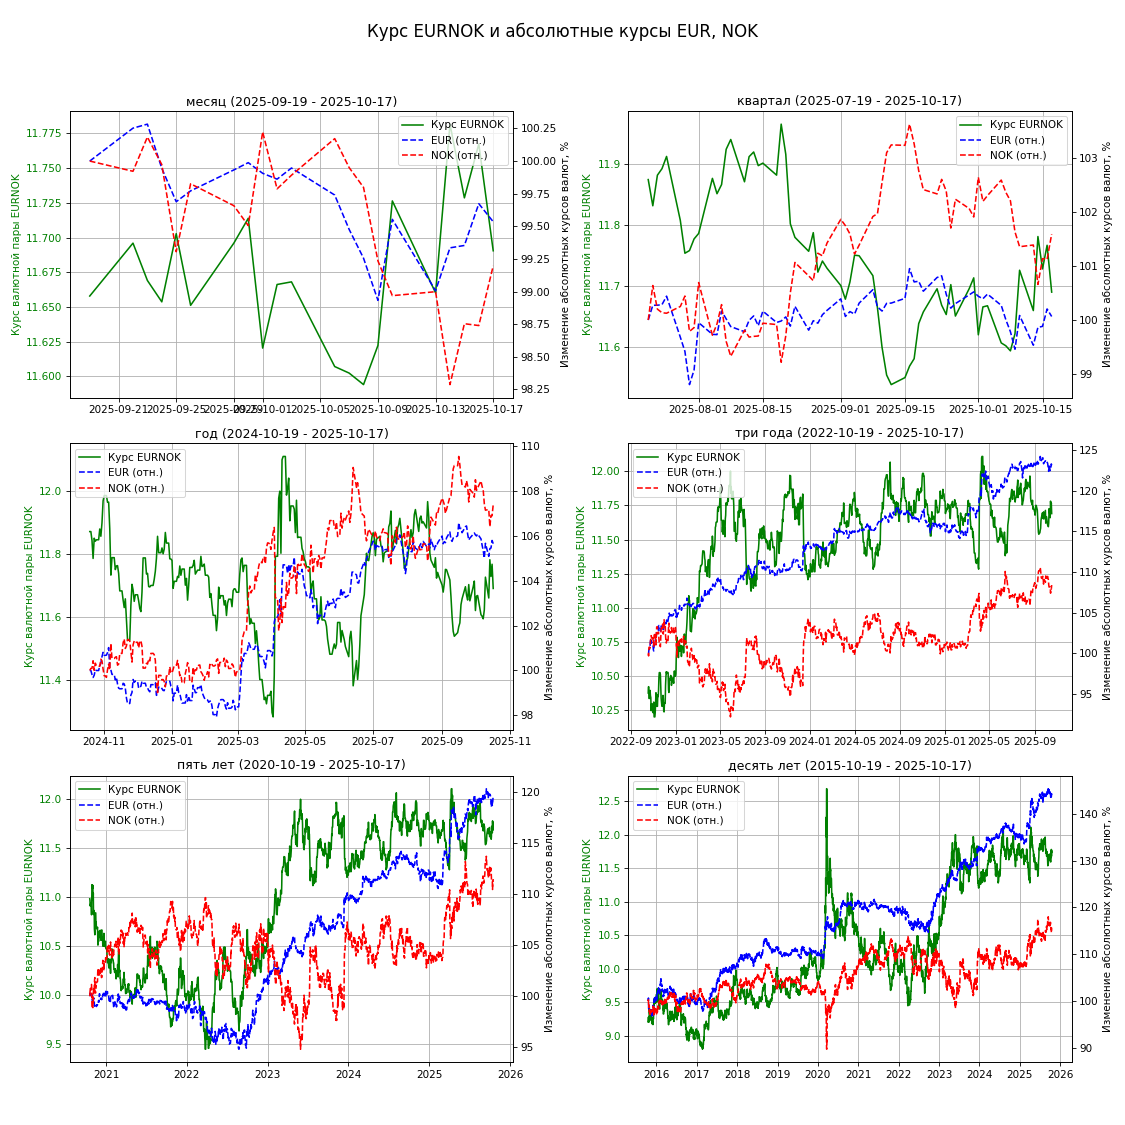 Курс EURNOK и абсолютные курсы EUR, NOK
месяц (2025-09-19 - 2025-10-17)
Курс валютной пары EURNOK
11.775
11.750
11.725
11.700
11.675
11.650
11.625
11.600
Курс EURNOK
EUR (отн.)
NOK (отн.)
100.25
100.00
99.75
99.50
99.25
99.00
98.75
98.50
98.25
Изменение абсолютных курсов валют, %
2025-09-21 2025-09-25 2025-09-29 2025-10-01 2025-10-05 2025-10-09 2025-10-13 2025-10-17
квартал (2025-07-19 - 2025-10-17)
Курс валютной пары EURNOK
11.9
11.8
11.7
11.6
Курс EURNOK
EUR (отн.)
NOK (отн.)
103
102
101
100
99
Изменение абсолютных курсов валют, %
2025-08-01 2025-08-15 2025-09-01 2025-09-15 2025-10-01 2025-10-15
год (2024-10-19 - 2025-10-17)
Курс валютной пары EURNOK
12.0
11.8
11.6
11.4
Курс EURNOK
EUR (отн.)
NOK (отн.)
110
108
106
104
102
100
98
Изменение абсолютных курсов валют, %
2024-11 2025-01 2025-03 2025-05 2025-07 2025-09 2025-11
три года (2022-10-19 - 2025-10-17)
Курс валютной пары EURNOK
12.00
11.75
11.50
11.25
11.00
10.75
10.50
10.25
Курс EURNOK
EUR (отн.)
NOK (отн.)
125
120
115
110
105
100
95
Изменение абсолютных курсов валют, %
2022-09 2023-01 2023-05 2023-09 2024-01 2024-05 2024-09 2025-01 2025-05 2025-09
пять лет (2020-10-19 - 2025-10-17)
Курс валютной пары EURNOK
12.0
11.5
11.0
10.5
10.0
9.5
Курс EURNOK
EUR (отн.)
NOK (отн.)
120
115
110
105
100
95
Изменение абсолютных курсов валют, %
2021 2022 2023 2024 2025 2026
десять лет (2015-10-19 - 2025-10-17)
Курс валютной пары EURNOK
12.5
12.0
11.5
11.0
10.5
10.0
9.5
9.0
Курс EURNOK
EUR (отн.)
NOK (отн.)
140
130
120
110
100
90
Изменение абсолютных курсов валют, %
2016 2017 2018 2019 2020 2021 2022 2023 2024 2025 2026